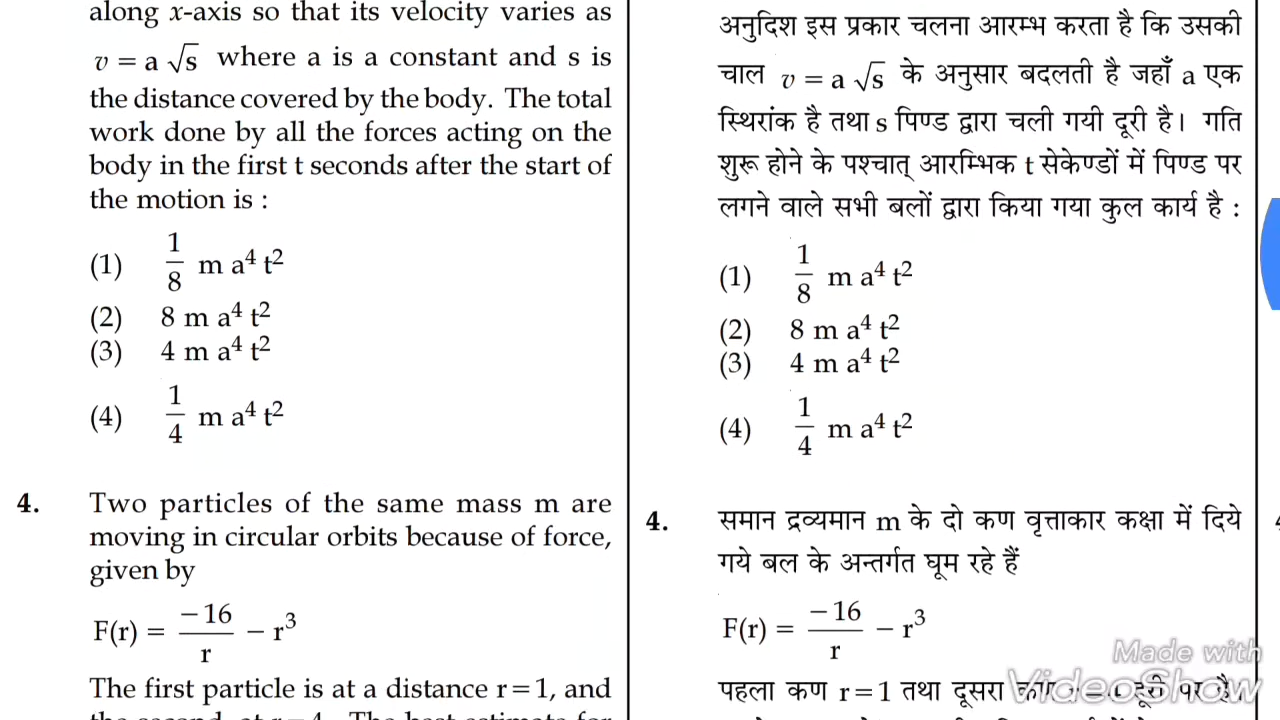 along x-axis so that its velocity varies as
v = a √s where a is a constant and s is
the distance covered by the body. The total
work done by all the forces acting on the
body in the first t seconds after the start of
the motion is :
(1) 1/8 m a⁴ t²
(2) 8 m a⁴ t²
(3) 4 m a⁴ t²
(4) 1/4 m a⁴ t²
4. Two particles of the same mass m are
moving in circular orbits because of force,
given by
F(r) = −16/r − r³
The first particle is at a distance r=1, and
अनुदिश इस प्रकार चलना आरम्भ करता है कि उसकी
चाल v = a √s के अनुसार बदलती है जहाँ a एक
स्थिरांक है तथा s पिण्ड द्वारा चली गयी दूरी है। गति
शुरू होने के पश्चात् आरम्भिक t सेकेण्डों में पिण्ड पर
लगने वाले सभी बलों द्वारा किया गया कुल कार्य है :
(1) 1/8 m a⁴ t²
(2) 8 m a⁴ t²
(3) 4 m a⁴ t²
(4) 1/4 m a⁴ t²
4. समान द्रव्यमान m के दो कण वृत्ताकार कक्षा में दिये
गये बल के अन्तर्गत घूम रहे हैं
F(r) = −16/r − r³
पहला कण r=1 तथा दूसरा कण r=4 दूरी पर है।
Made with
VideoShow